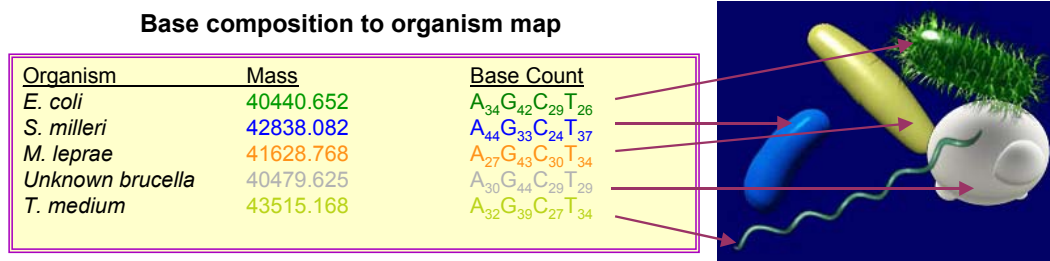 Base composition to organism map
Organism Mass Base Count
E. coli 40440.652 A34G42C29T26
S. milleri 42838.082 A44G33C24T37
M. leprae 41628.768 A27G43C30T34
Unknown brucella 40479.625 A30G44C29T29
T. medium 43515.168 A32G39C27T34